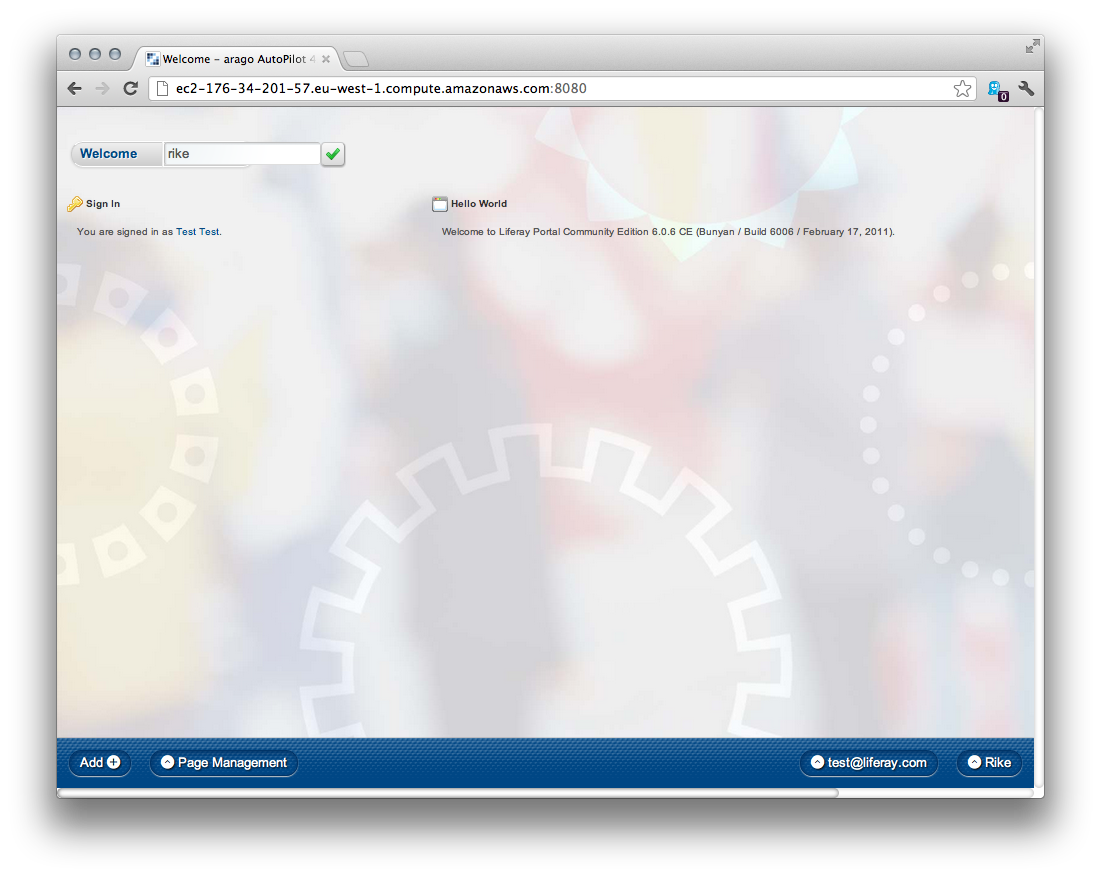 Welcome – arago AutoPilot 4
ec2-176-34-201-57.eu-west-1.compute.amazonaws.com:8080
0
Welcome rike
Sign In
You are signed in as Test Test.
Hello World
Welcome to Liferay Portal Community Edition 6.0.6 CE (Bunyan / Build 6006 / February 17, 2011).
Add Page Management test@liferay.com Rike